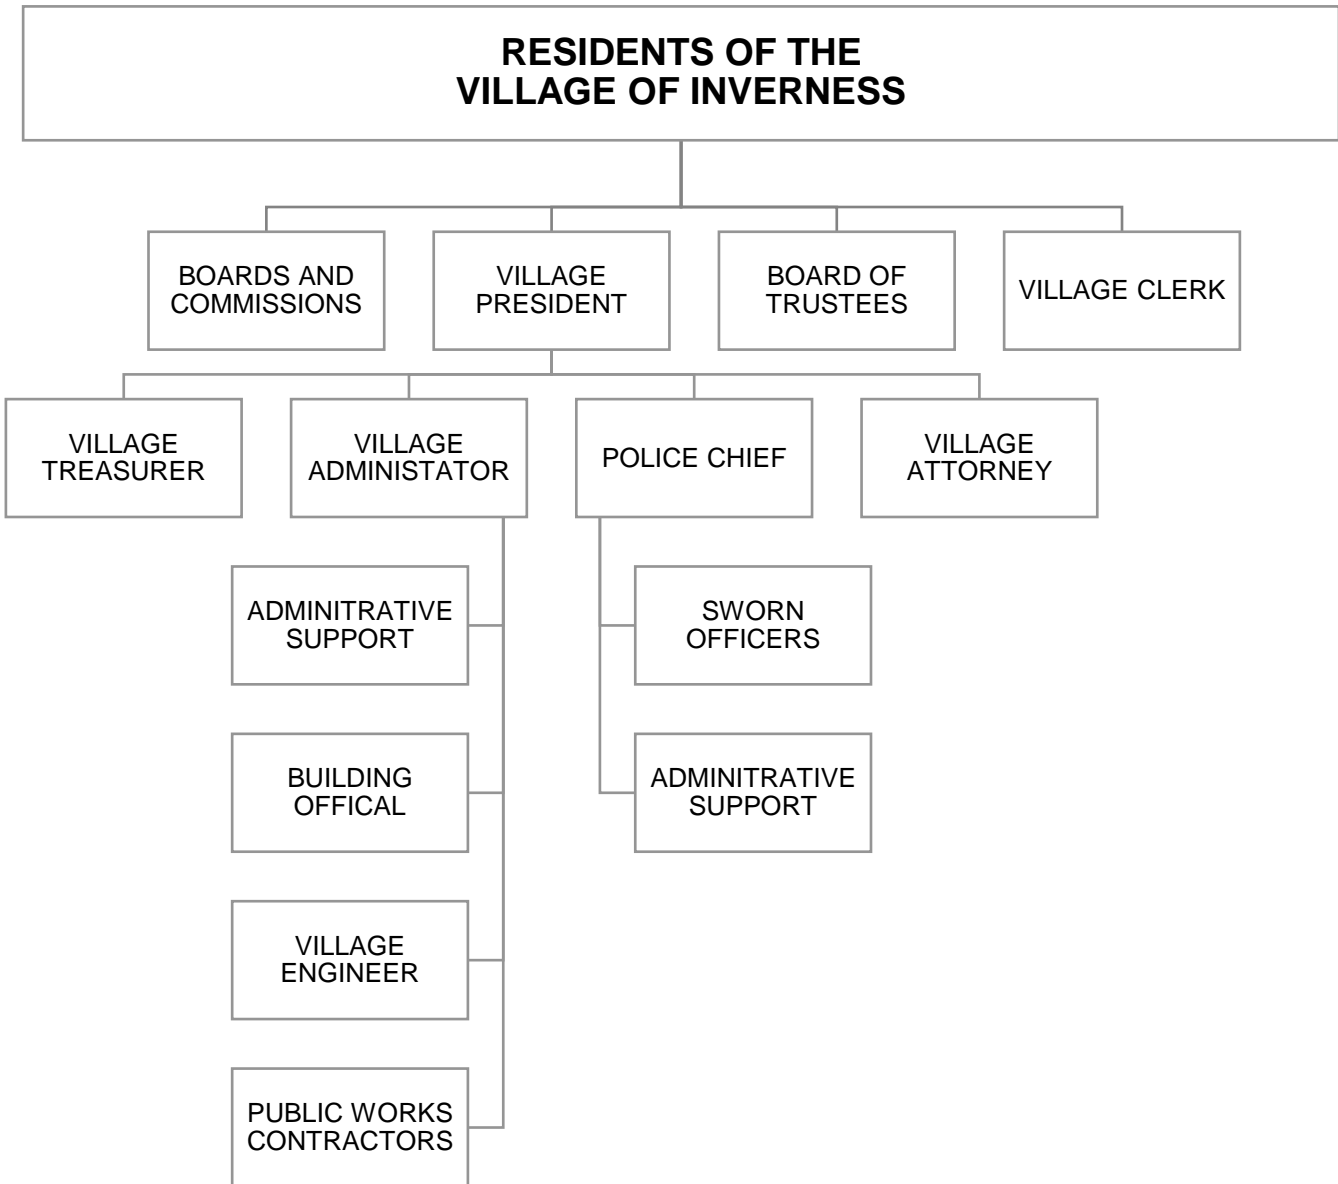 RESIDENTS OF THE
VILLAGE OF INVERNESS
BOARDS AND
COMMISSIONS
VILLAGE
PRESIDENT
BOARD OF
TRUSTEES
VILLAGE CLERK
VILLAGE
TREASURER
VILLAGE
ADMINISTATOR
POLICE CHIEF
VILLAGE
ATTORNEY
ADMINITRATIVE
SUPPORT
SWORN
OFFICERS
BUILDING
OFFICAL
ADMINITRATIVE
SUPPORT
VILLAGE
ENGINEER
PUBLIC WORKS
CONTRACTORS